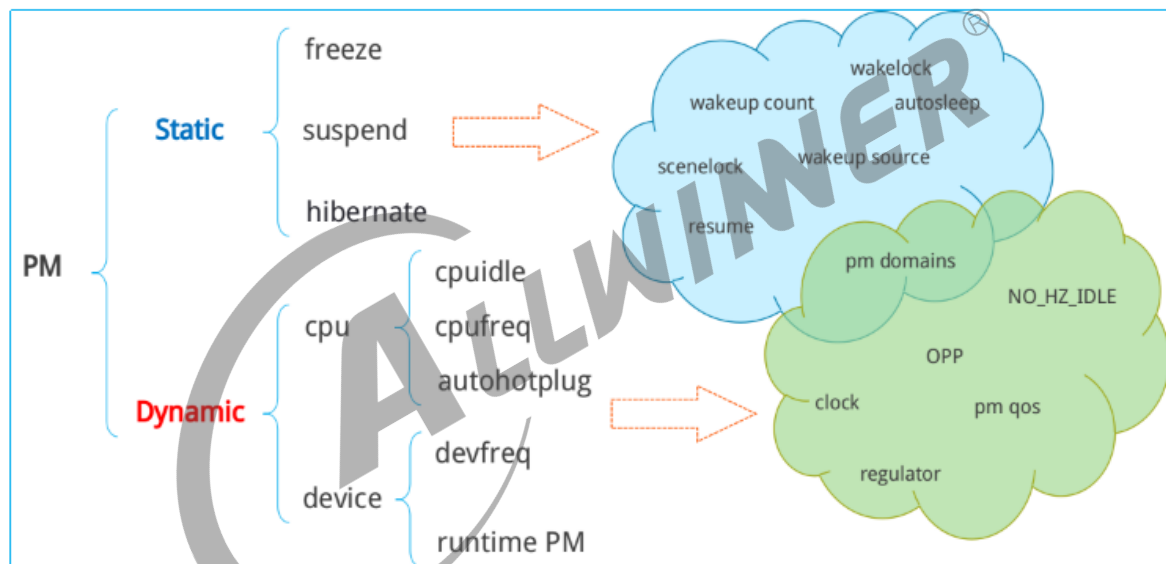 PM
Static
freeze
suspend
hibernate
Dynamic
cpu
cpuidle
cpufreq
autohotplug
device
devfreq
runtime PM
wakelock
wakeup count
autosleep
scenelock
wakeup source
resume
pm domains
NO_HZ_IDLE
OPP
clock
pm qos
regulator
ALLWINNER®